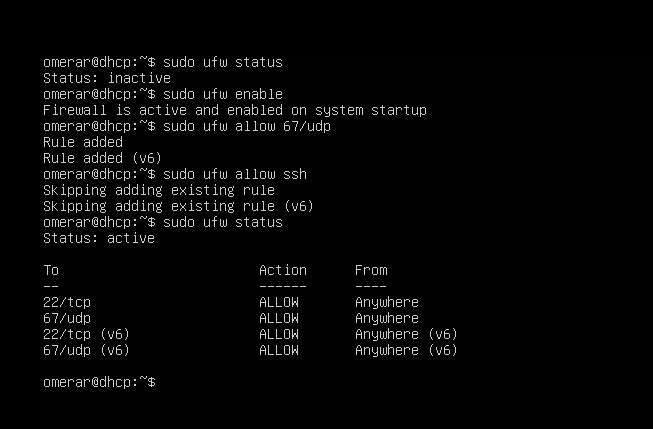 omerar@dhcp:~$ sudo ufw status
Status: inactive
omerar@dhcp:~$ sudo ufw enable
Firewall is active and enabled on system startup
omerar@dhcp:~$ sudo ufw allow 67/udp
Rule added
Rule added (v6)
omerar@dhcp:~$ sudo ufw allow ssh
Skipping adding existing rule
Skipping adding existing rule (v6)
omerar@dhcp:~$ sudo ufw status
Status: active

To                         Action      From
--                         ------      ----
22/tcp                     ALLOW       Anywhere
67/udp                     ALLOW       Anywhere
22/tcp (v6)                ALLOW       Anywhere (v6)
67/udp (v6)                ALLOW       Anywhere (v6)

omerar@dhcp:~$